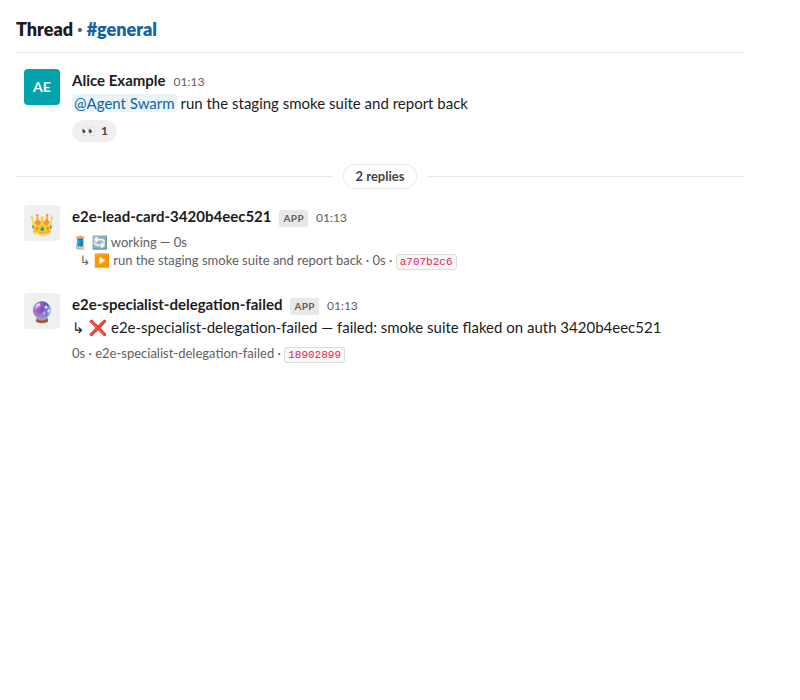 Thread · #general
AE
Alice Example 01:13
@Agent Swarm run the staging smoke suite and report back
👀 1
2 replies
e2e-lead-card-3420b4eec521 APP 01:13
🧵 🔄 working — 0s
↳ ▶️ run the staging smoke suite and report back · 0s · a707b2c6
e2e-specialist-delegation-failed APP 01:13
↳ ❌ e2e-specialist-delegation-failed — failed: smoke suite flaked on auth 3420b4eec521
0s · e2e-specialist-delegation-failed · 18902899